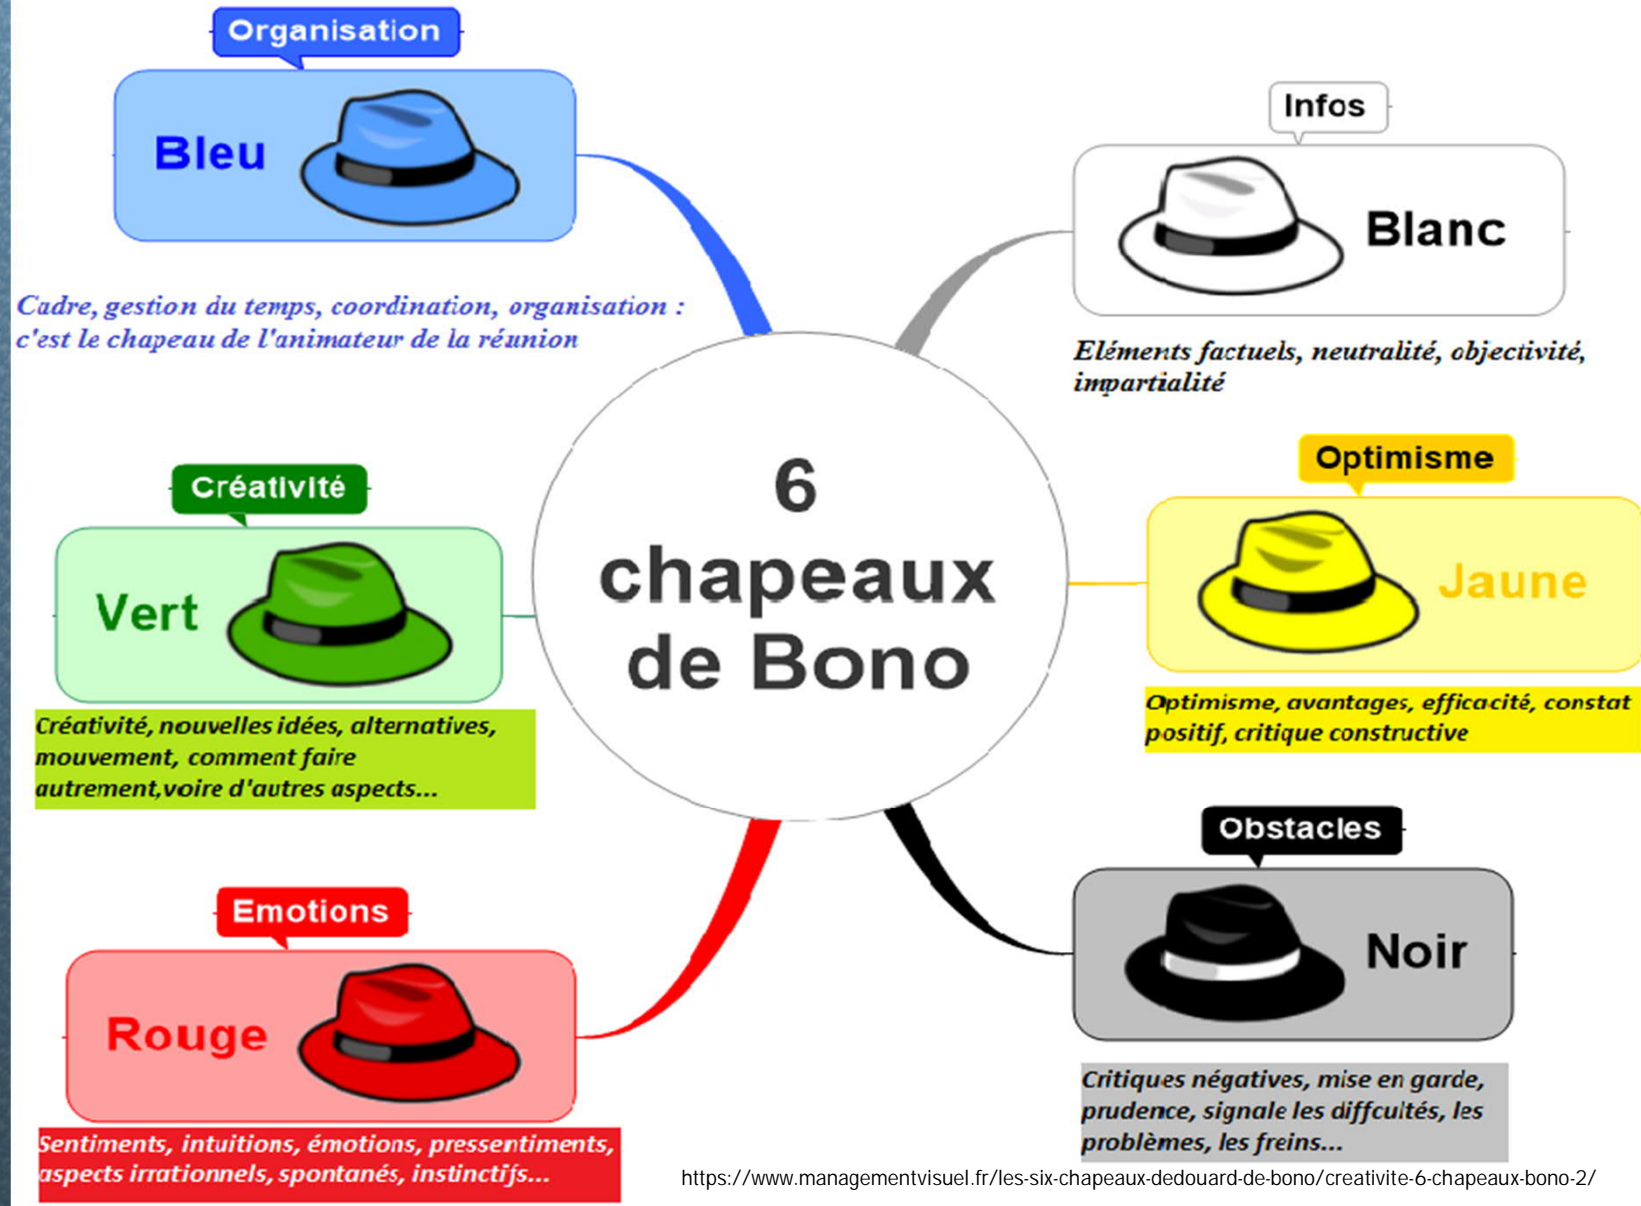 Organisation
Bleu
Cadre, gestion du temps, coordination, organisation :
c'est le chapeau de l'animateur de la réunion
Infos
Blanc
Eléments factuels, neutralité, objectivité,
impartialité
6
chapeaux
de Bono
Créativité
Vert
Créativité, nouvelles idées, alternatives,
mouvement, comment faire
autrement,voire d'autres aspects...
Optimisme
Jaune
Optimisme, avantages, efficacité, constat
positif, critique constructive
Emotions
Rouge
Sentiments, intuitions, émotions, pressentiments,
aspects irrationnels, spontanés, instinctifs...
Obstacles
Noir
Critiques négatives, mise en garde,
prudence, signale les diffcultés, les
problèmes, les freins...
https://www.managementvisuel.fr/les-six-chapeaux-dedouard-de-bono/creativite-6-chapeaux-bono-2/